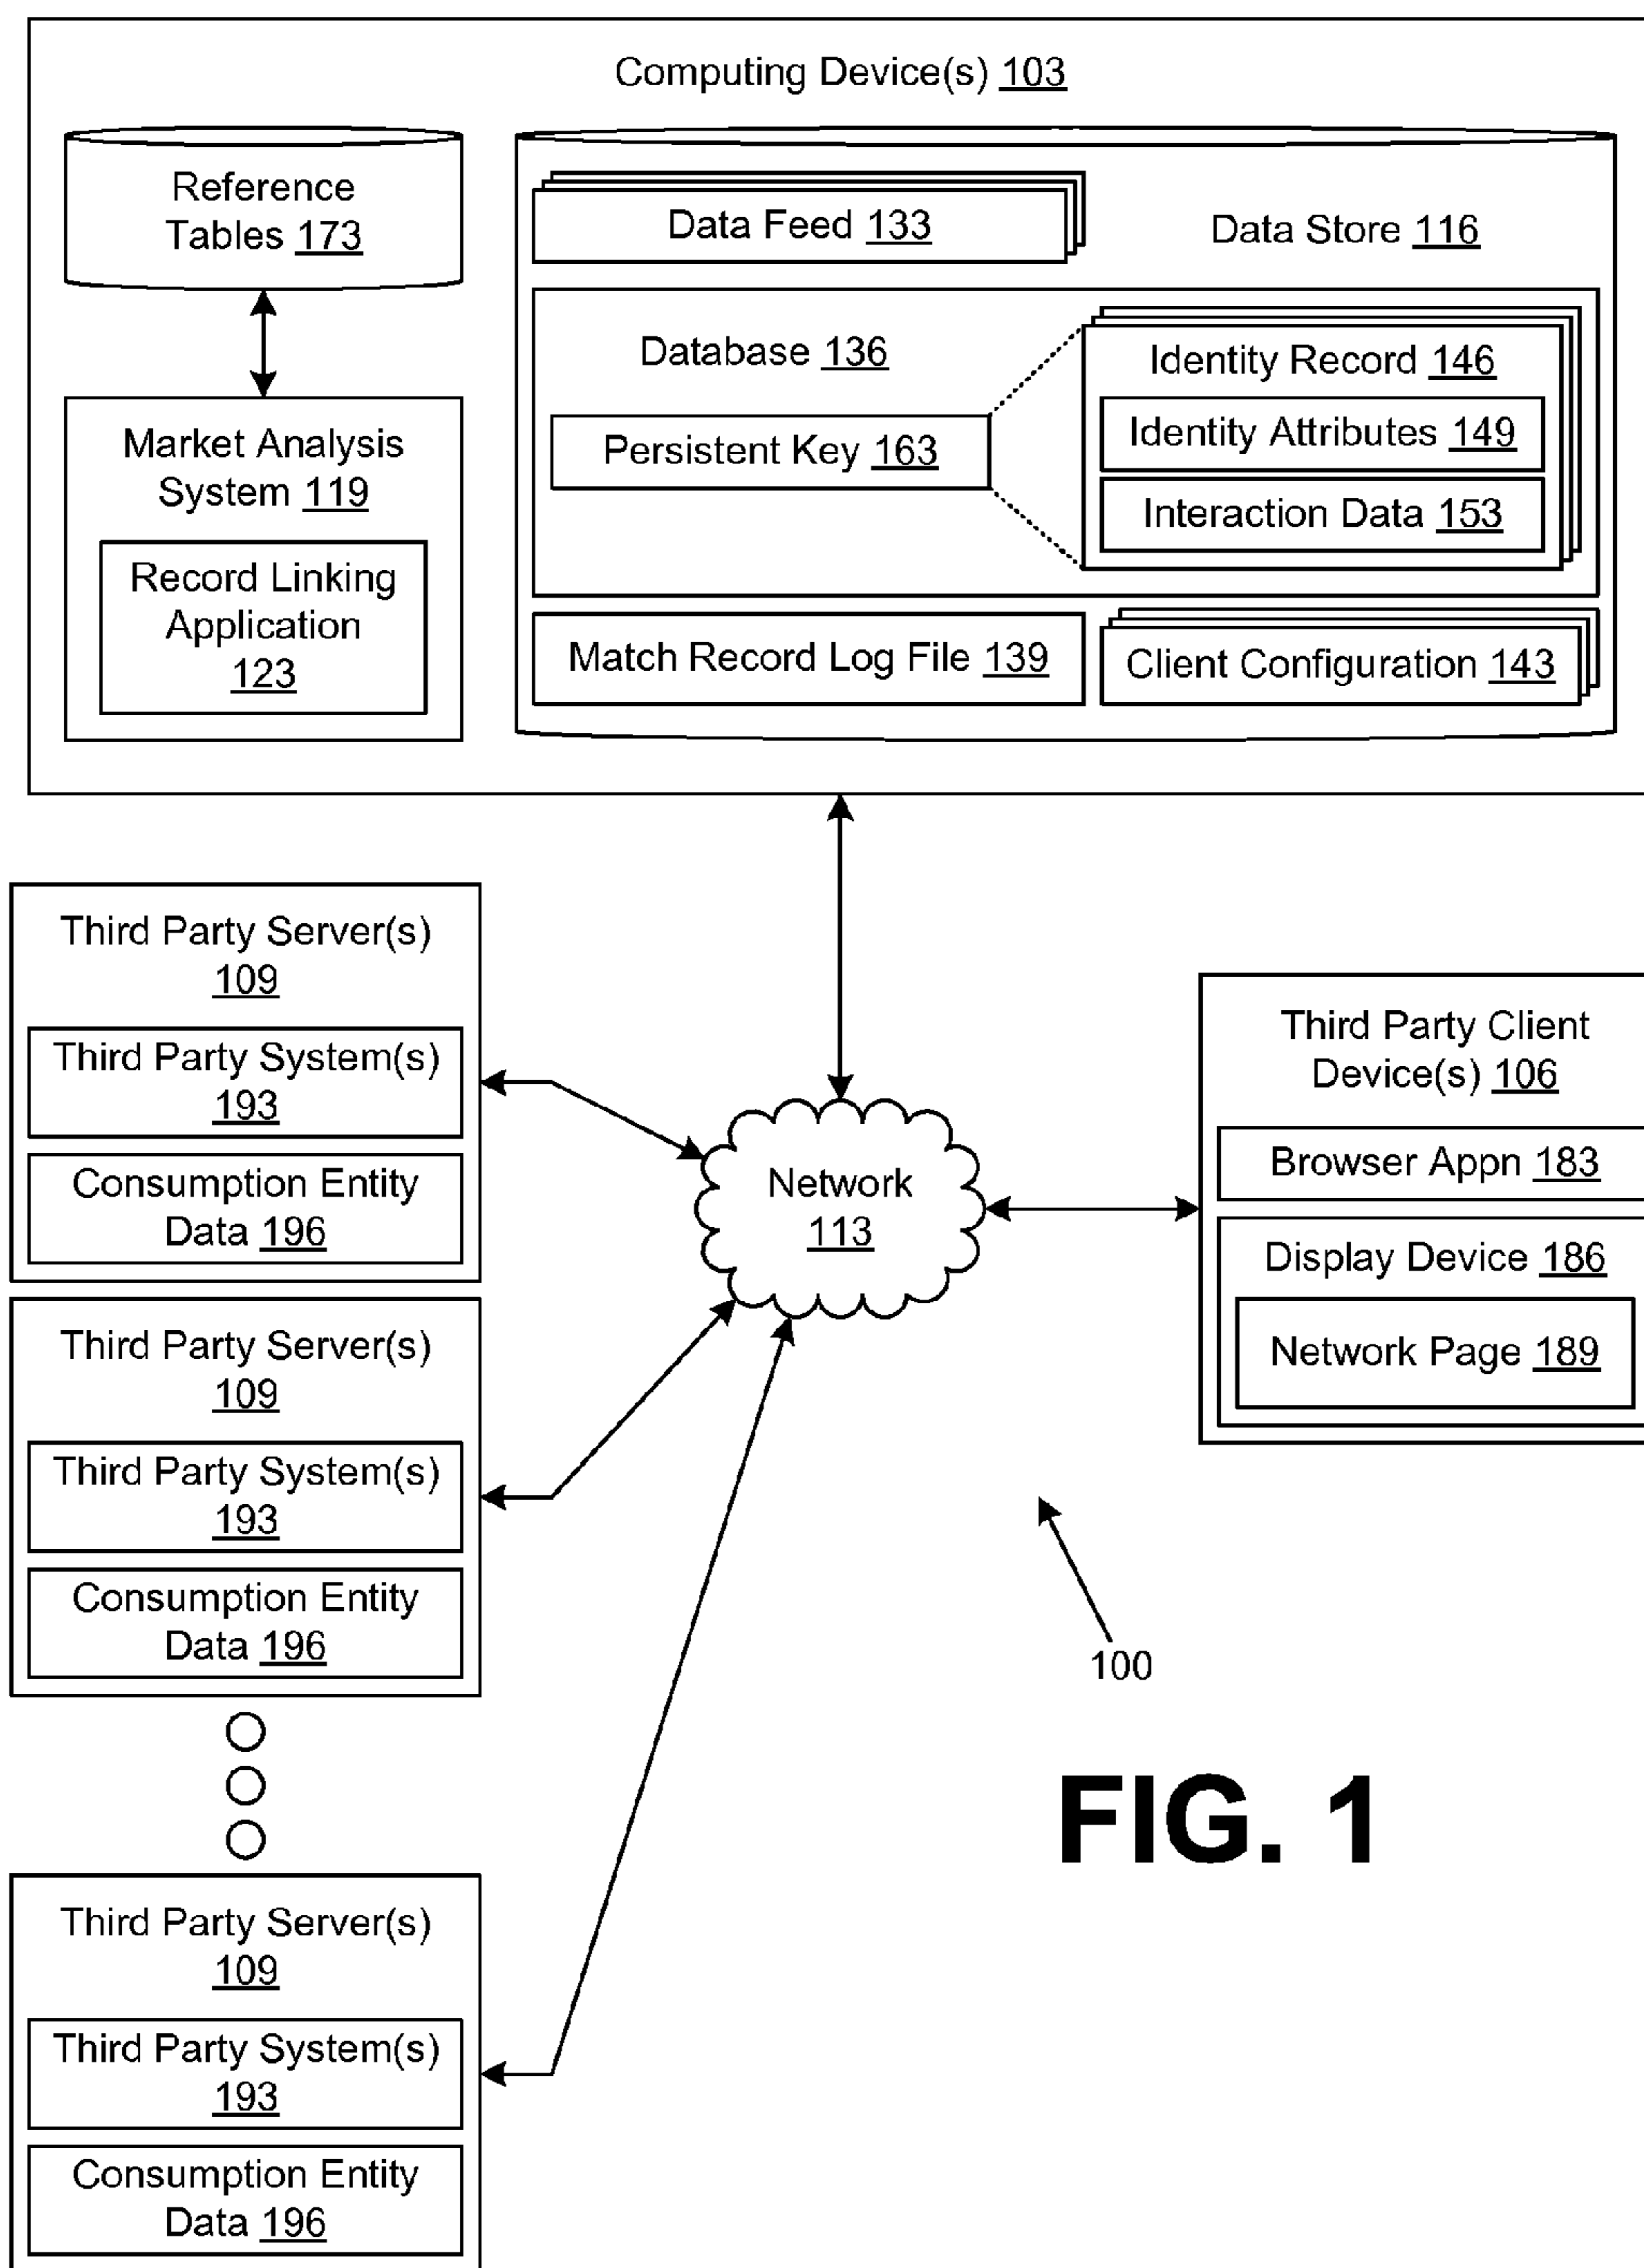 Computing Device(s) 103
Reference
Tables 173
Market Analysis
System 119
Record Linking
Application
123
Data Feed 133
Data Store 116
Database 136
Persistent Key 163
Identity Record 146
Identity Attributes 149
Interaction Data 153
Match Record Log File 139
Client Configuration 143
Third Party Server(s)
109
Third Party System(s)
193
Consumption Entity
Data 196
Network
113
Third Party Client
Device(s) 106
Browser Appn 183
Display Device 186
Network Page 189
Third Party Server(s)
109
Third Party System(s)
193
Consumption Entity
Data 196
100
FIG. 1
Third Party Server(s)
109
Third Party System(s)
193
Consumption Entity
Data 196